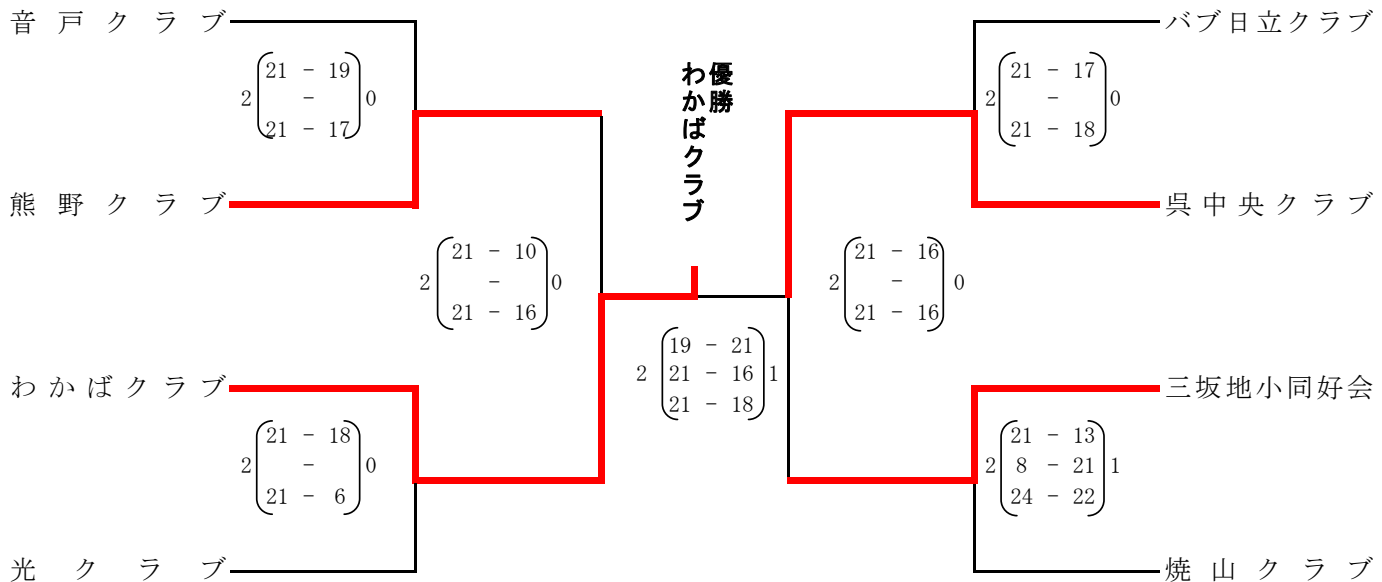 音戸クラブ
2 21 - 19 0
-
21 - 17
熊野クラブ
2 21 - 10 0
-
21 - 16
わかばクラブ
2 21 - 18 0
-
21 - 6
光クラブ
優勝
わかばクラブ
19 - 21
2 21 - 16 1
21 - 18
バブ日立クラブ
2 21 - 17 0
-
21 - 18
呉中央クラブ
2 21 - 16 0
-
21 - 16
三坂地小同好会
21 - 13
2 8 - 21 1
24 - 22
焼山クラブ